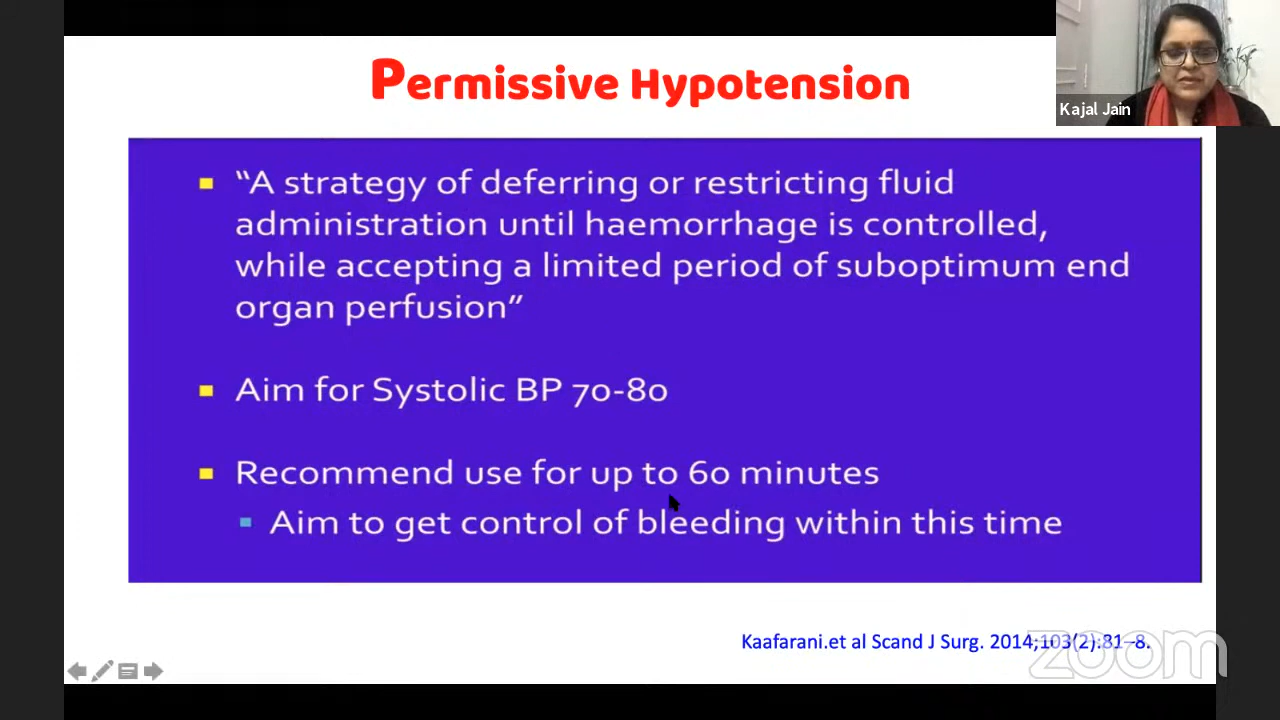 Permissive Hypotension
Kajal Jain
“A strategy of deferring or restricting fluid
administration until haemorrhage is controlled,
while accepting a limited period of suboptimum end
organ perfusion”
Aim for Systolic BP 70-80
Recommend use for up to 60 minutes
Aim to get control of bleeding within this time
Kaafarani.et al Scand J Surg. 2014;103(2):81–8.
zoom